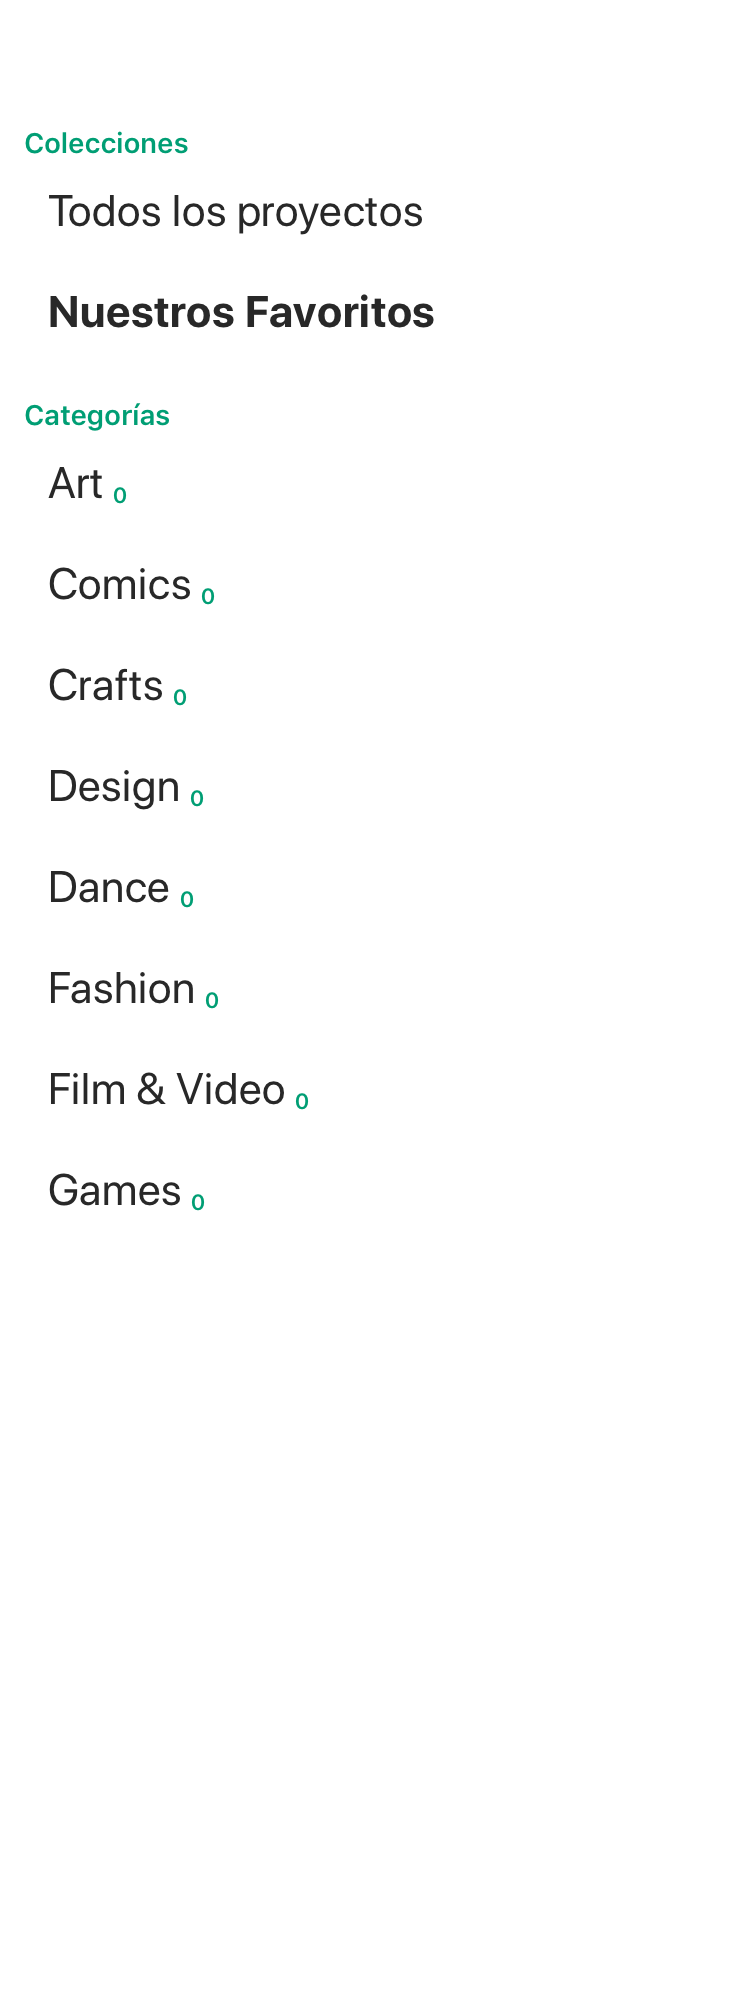 Colecciones
Todos los proyectos
Nuestros Favoritos
Categorías
Art 0
Comics 0
Crafts 0
Design 0
Dance 0
Fashion 0
Film & Video 0
Games 0